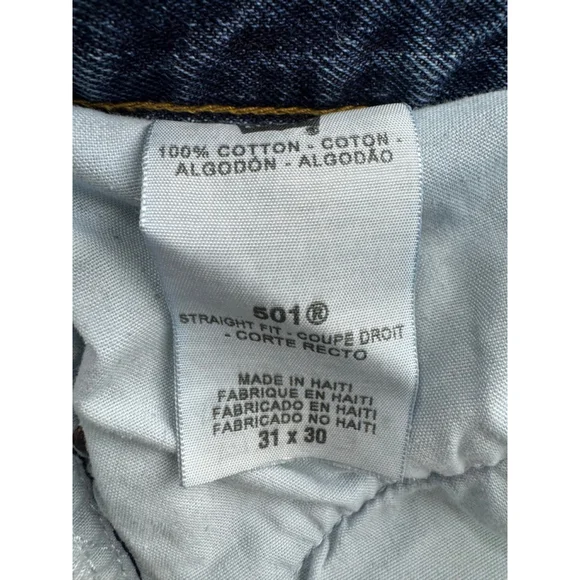 ®
100% COTTON - COTON -
ALGODÓN - ALGODÃO
501®
STRAIGHT FIT - COUPE DROIT
- CORTE RECTO
MADE IN HAITI
FABRIQUE EN HAITI
FABRICADO EN HAITI
FABRICADO NO HAITI
31 X 30